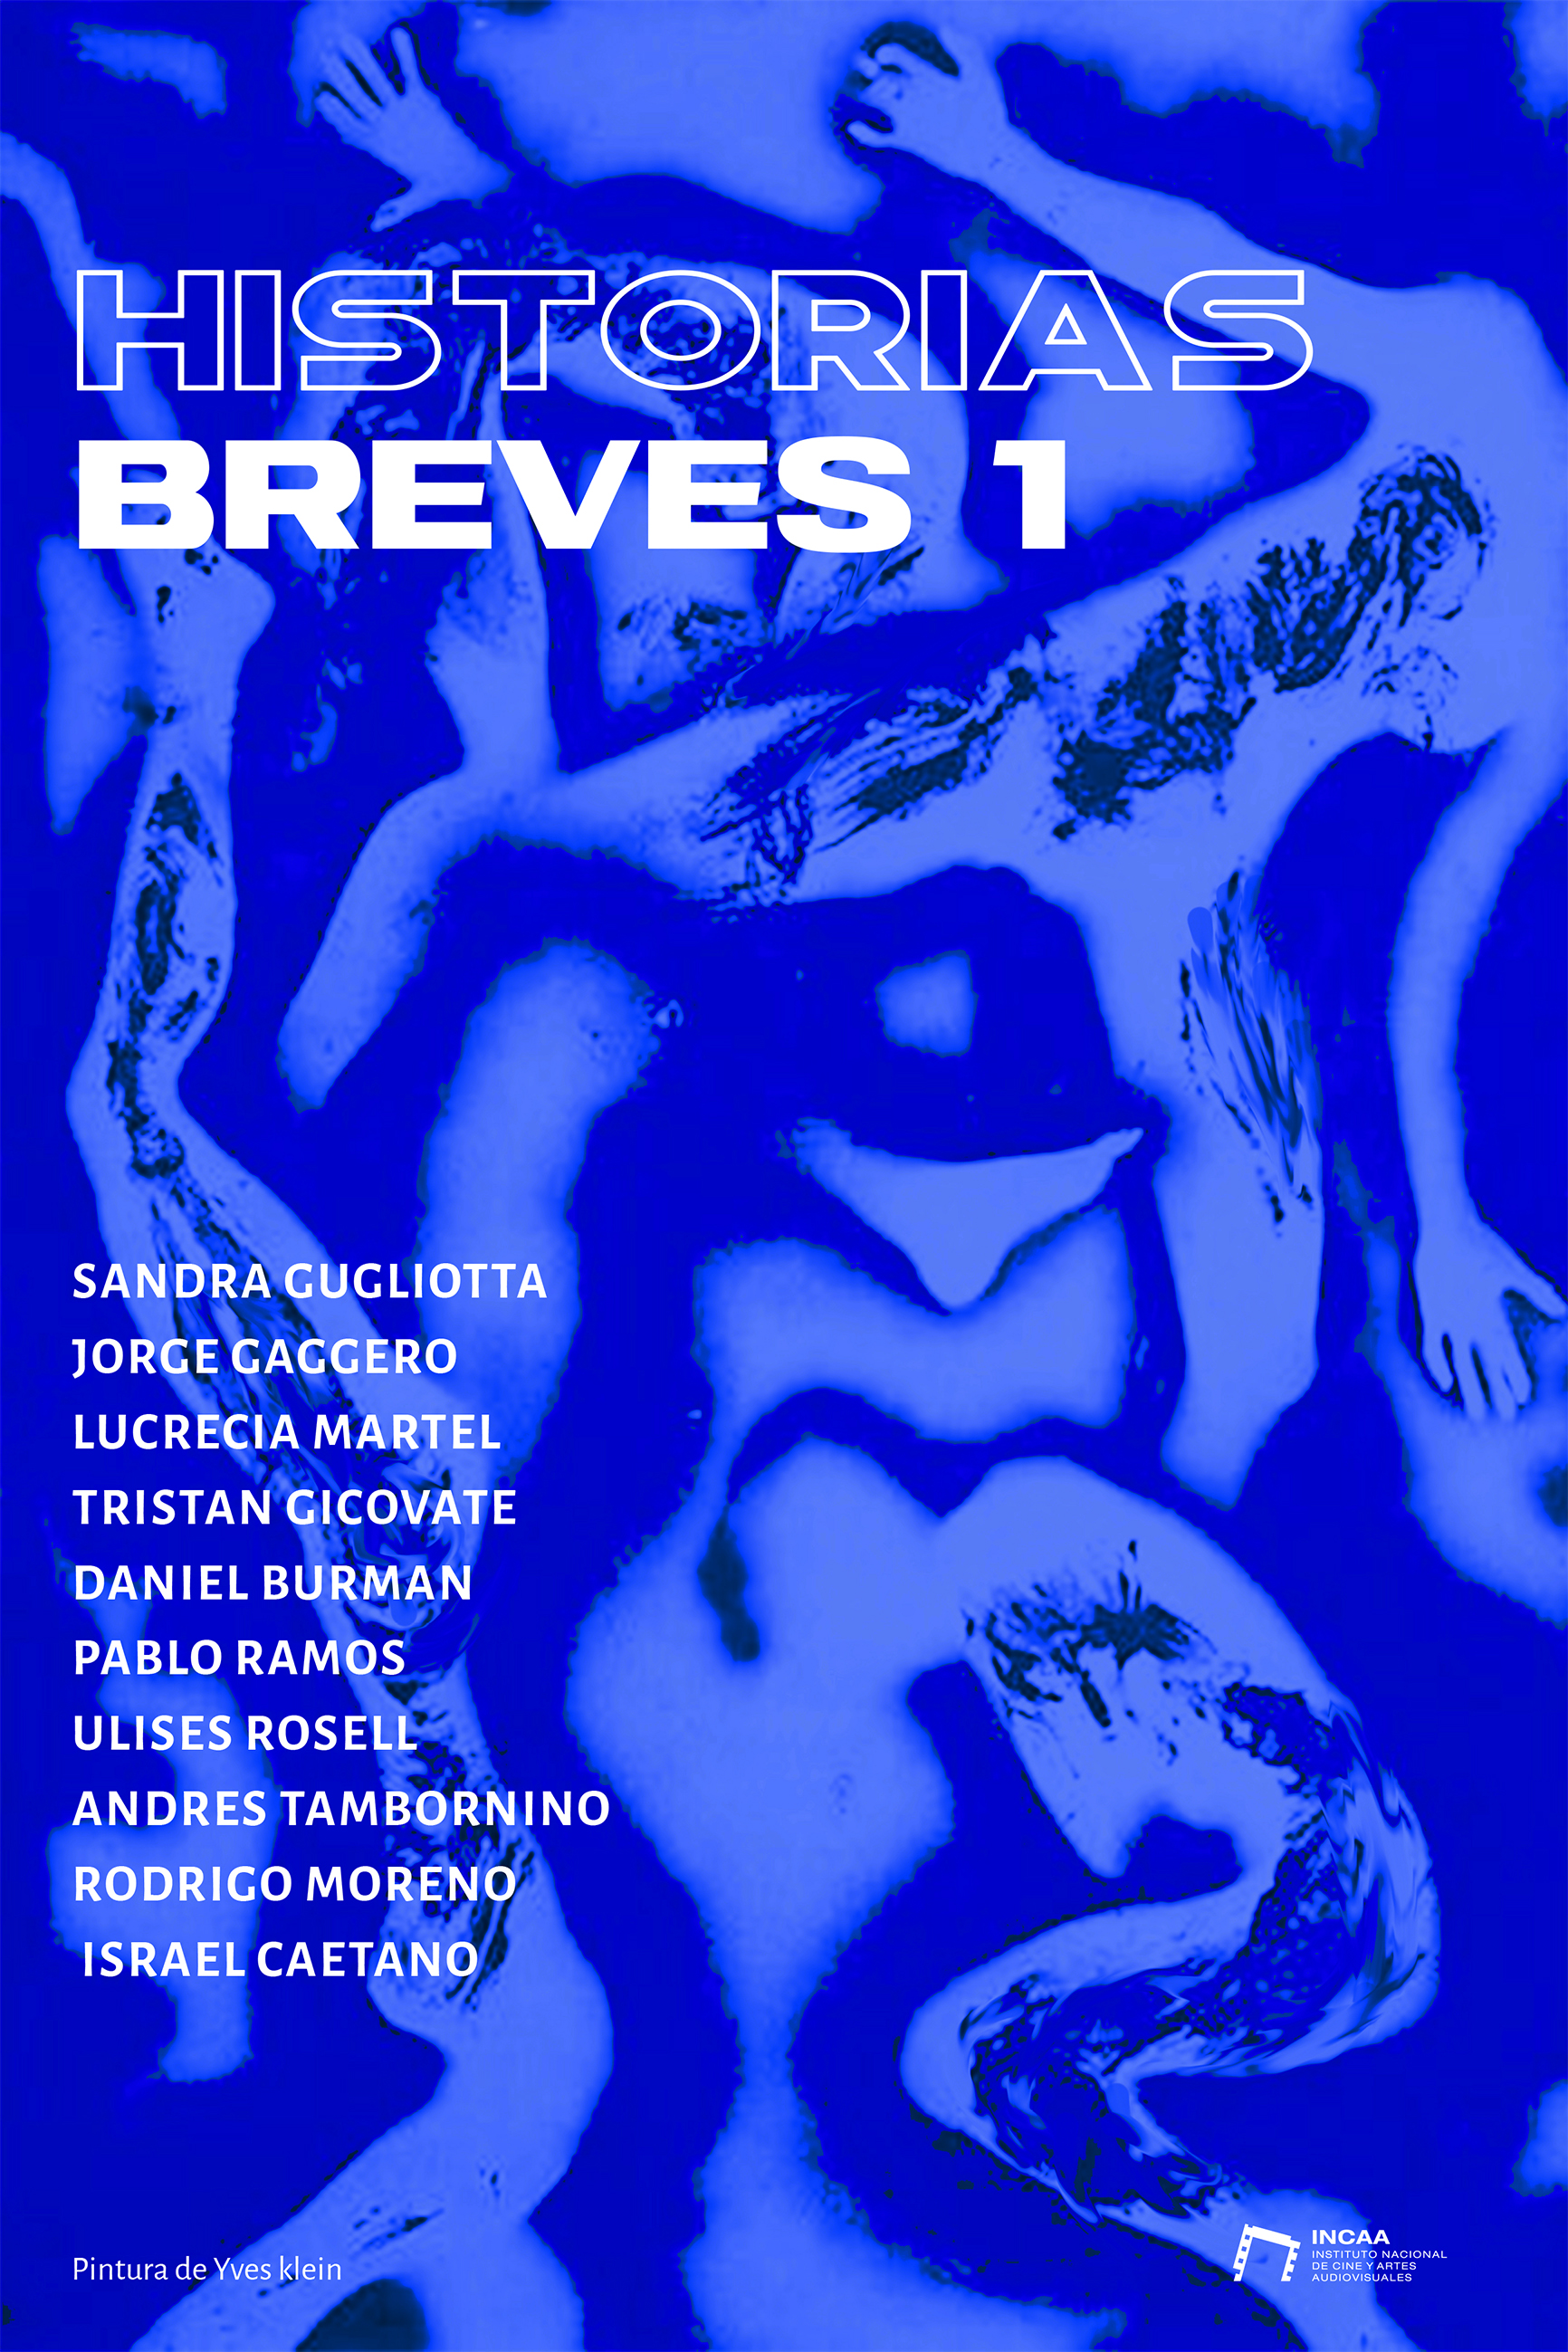 HISTORIAS
BREVES 1
SANDRA GUGLIOTTA
JORGE GAGGERO
LUCRECIA MARTEL
TRISTAN GICOVATE
DANIEL BURMAN
PABLO RAMOS
ULISES ROSELL
ANDRES TAMBORNINO
RODRIGO MORENO
ISRAEL CAETANO
Pintura de Yves klein
INCAA
INSTITUTO NACIONAL
DE CINE Y ARTES
AUDIOVISUALES